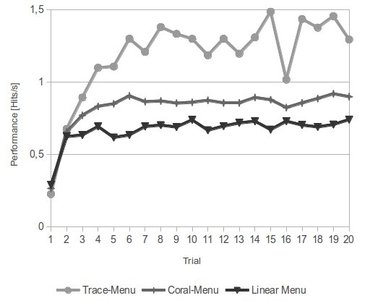 1,5
1
0,5
0
Performance [Hits/s]
1 2 3 4 5 6 7 8 9 10 11 12 13 14 15 16 17 18 19 20
Trial
Trace-Menu Coral-Menu Linear Menu